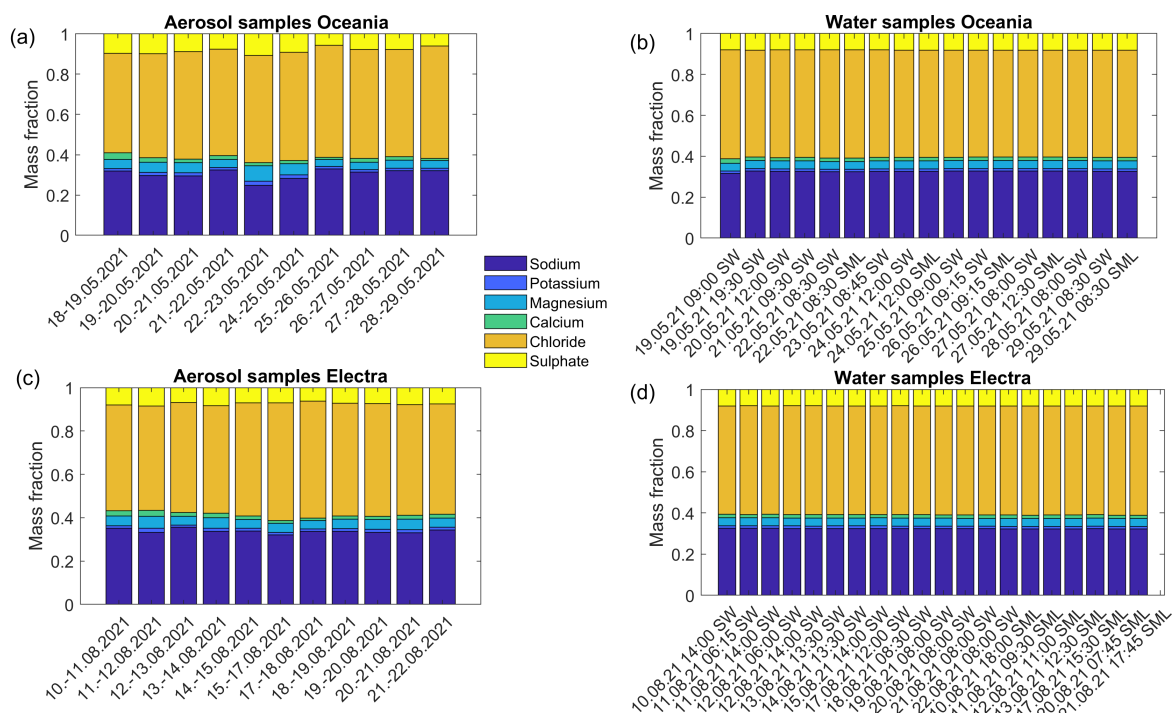 (a)
Aerosol samples Oceania
Mass fraction
1
0.8
0.6
0.4
0.2
0
18-19.05.2021
19.-20.05.2021
20.-21.05.2021
21.-22.05.2021
22.-23.05.2021
24.-25.05.2021
25.-26.05.2021
26.-27.05.2021
27.-28.05.2021
28.-29.05.2021
(b)
Water samples Oceania
Mass fraction
1
0.8
0.6
0.4
0.2
0
19.05.21 09:00 SW
19.05.21 19:30 SW
20.05.21 12:00 SW
21.05.21 09:30 SW
22.05.21 08:30 SW
22.05.21 08:30 SML
23.05.21 08:45 SW
24.05.21 12:00 SW
24.05.21 12:00 SML
25.05.21 09:00 SW
26.05.21 09:15 SW
26.05.21 09:15 SML
27.05.21 08:00 SW
27.05.21 12:30 SML
28.05.21 08:00 SW
29.05.21 08:30 SW
29.05.21 08:30 SML
Sodium
Potassium
Magnesium
Calcium
Chloride
Sulphate
(c)
Aerosol samples Electra
Mass fraction
1
0.8
0.6
0.4
0.2
0
10.-11.08.2021
11.-12.08.2021
12.-13.08.2021
13.-14.08.2021
14.-15.08.2021
15.-17.08.2021
17.-18.08.2021
18.-19.08.2021
19.-20.08.2021
20.-21.08.2021
21.-22.08.2021
(d)
Water samples Electra
Mass fraction
1
0.8
0.6
0.4
0.2
0
10.08.21 14:00 SW
11.08.21 06:15 SW
11.08.21 14:00 SW
12.08.21 06:00 SW
12.08.21 14:00 SW
13.08.21 13:30 SW
14.08.21 13:30 SW
15.08.21 14:00 SW
17.08.21 12:00 SW
12:30 SW
19.08.21 08:00 SW
20.08.21 08:00 SW
08:00 SW
22.08.21 08:00 SW
10.08.21 18:00 SML
11.08.21 09:30 SML
11:00 SML
13.08.21 12:30 SML
17.08.21 15:30 SML
20.08.21 07:45 SML
21.08.21 17:45 SML